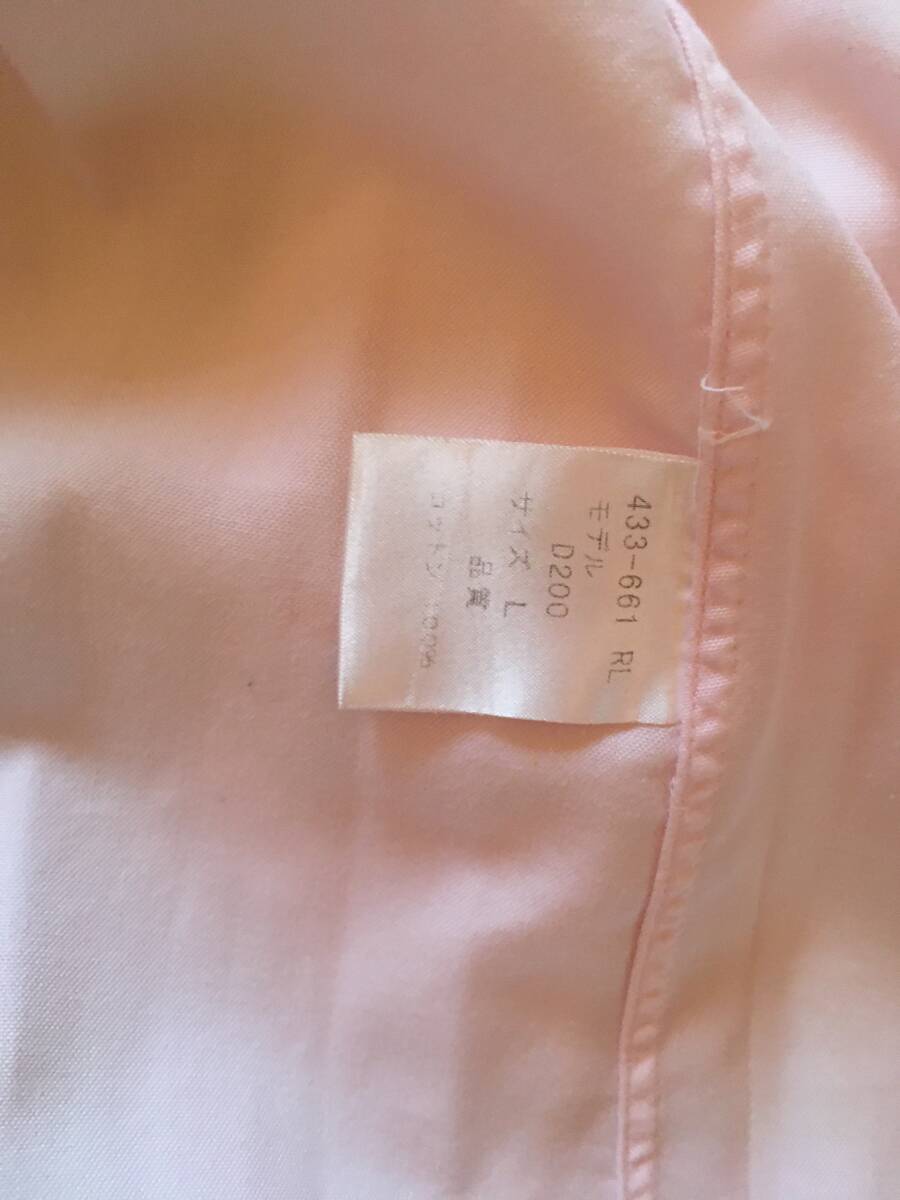 433-661 RL
モデル
D200
サイズ L
品質
コットン 100%